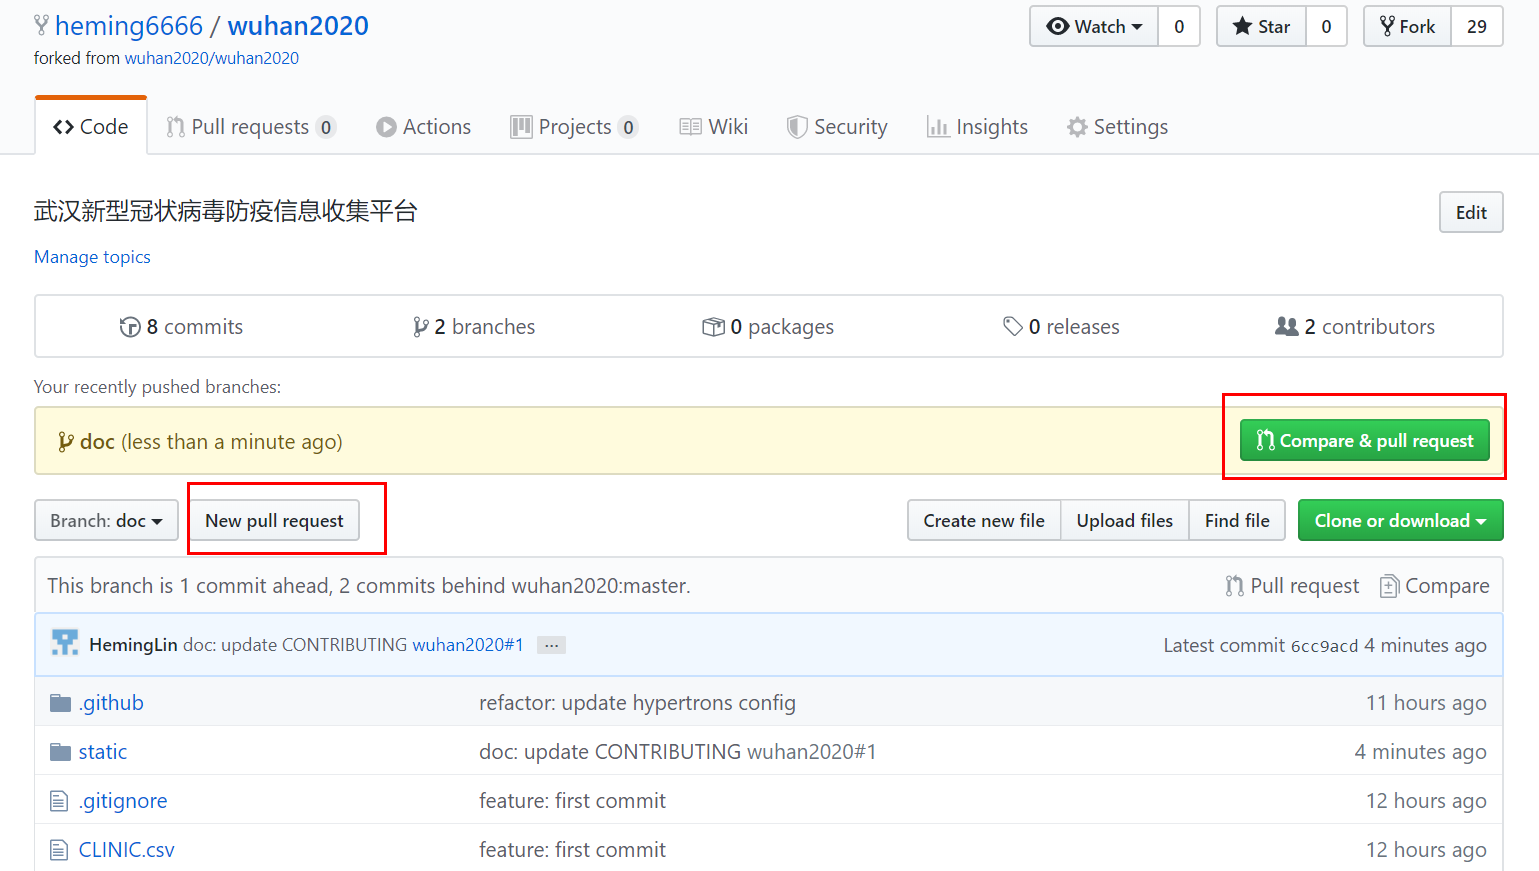 heming6666 / wuhan2020
Watch 0 Star 0 Fork 29
forked from wuhan2020/wuhan2020
Code Pull requests 0 Actions Projects 0 Wiki Security Insights Settings
武汉新型冠状病毒防疫信息收集平台
Edit
Manage topics
8 commits 2 branches 0 packages 0 releases 2 contributors
Your recently pushed branches:
doc (less than a minute ago) Compare & pull request
Branch: doc New pull request Create new file Upload files Find file Clone or download
This branch is 1 commit ahead, 2 commits behind wuhan2020:master. Pull request Compare
HemingLin doc: update CONTRIBUTING wuhan2020#1 ... Latest commit 6cc9acd 4 minutes ago
.github refactor: update hypertrons config 11 hours ago
static doc: update CONTRIBUTING wuhan2020#1 4 minutes ago
.gitignore feature: first commit 12 hours ago
CLINIC.csv feature: first commit 12 hours ago